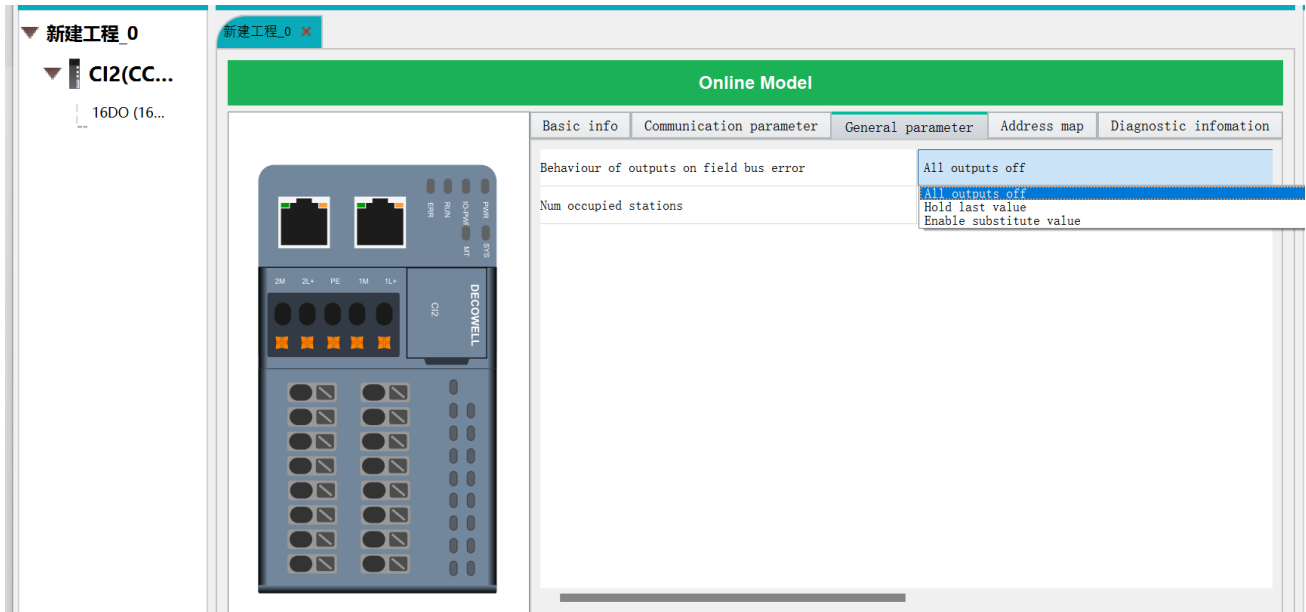 新建工程_0
CI2(CC...
16DO (16...
新建工程_0
Online Model
Basic info
Communication parameter
General parameter
Address map
Diagnostic infomation
Behaviour of outputs on field bus error
All outputs off
All outputs off
Hold last value
Enable substitute value
Num occupied stations
ERR RUN IO-PWR PWR
MT SYS
2M 2L+ PE 1M 1L+
CI2
DECOWELL